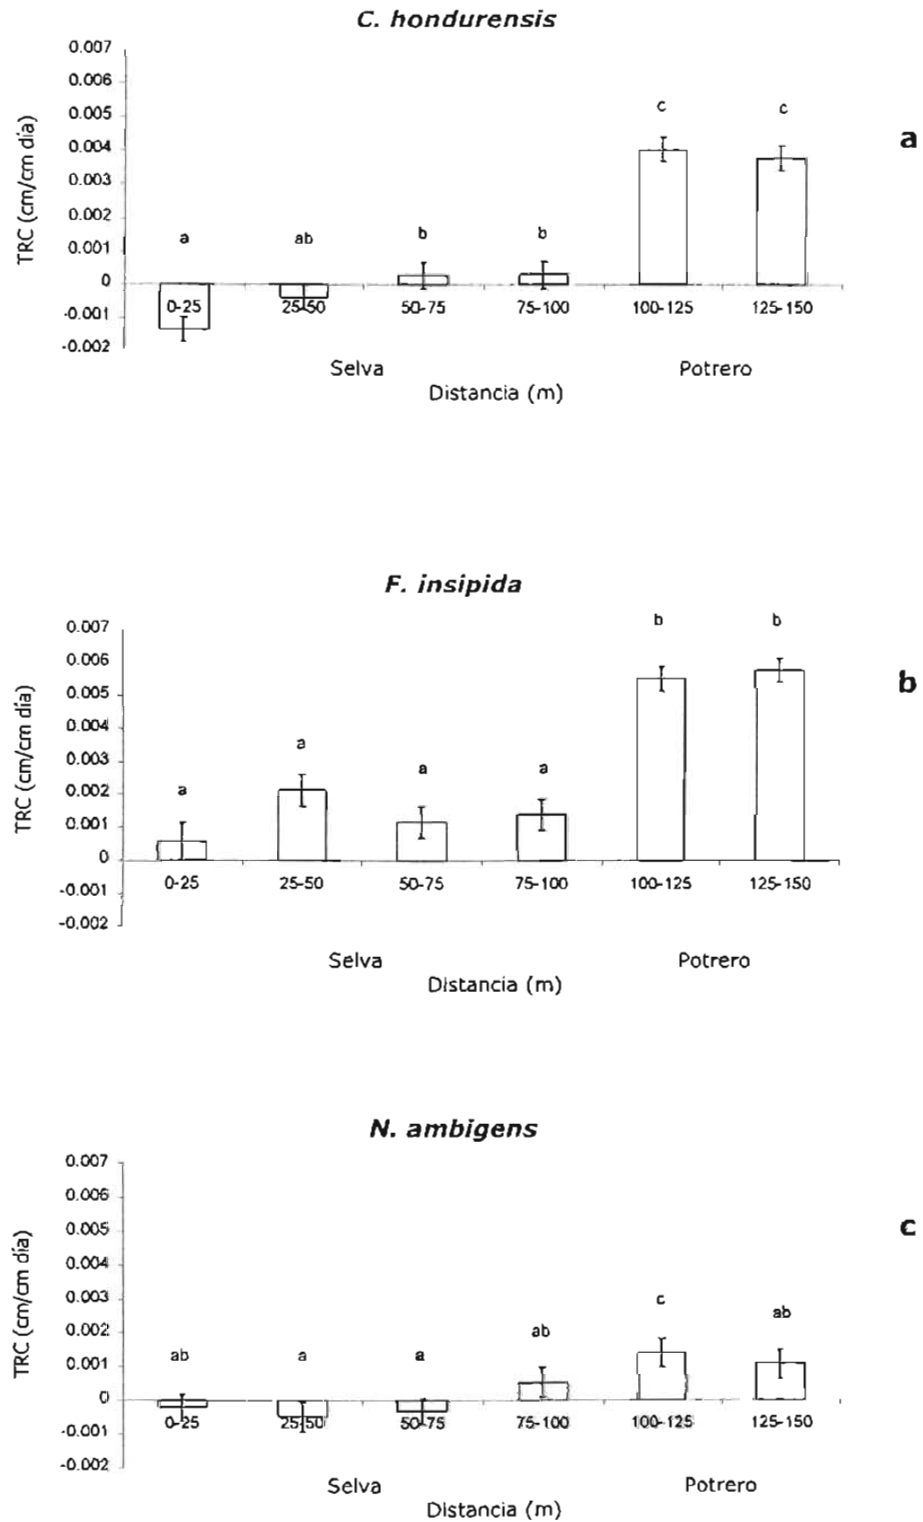 C. hondurensis
0.007
0.006
0.005
0.004
0.003
0.002
0.001
0
-0.001
-0.002
TRC (cm/cm día)
a
ab
b
b
c
c
a
0-25
25-50
50-75
75-100
100-125
125-150
Selva
Potrero
Distancia (m)
F. insipida
0.007
0.006
0.005
0.004
0.003
0.002
0.001
0
-0.001
-0.002
TRC (cm/cm día)
a
a
a
a
b
b
b
0-25
25-50
50-75
75-100
100-125
125-150
Selva
Potrero
Distancia (m)
N. ambigens
0.007
0.006
0.005
0.004
0.003
0.002
0.001
0
-0.001
-0.002
TRC (cm/cm día)
ab
a
a
ab
c
ab
c
0-25
25-50
50-75
75-100
100-125
125-150
Selva
Potrero
Distancia (m)